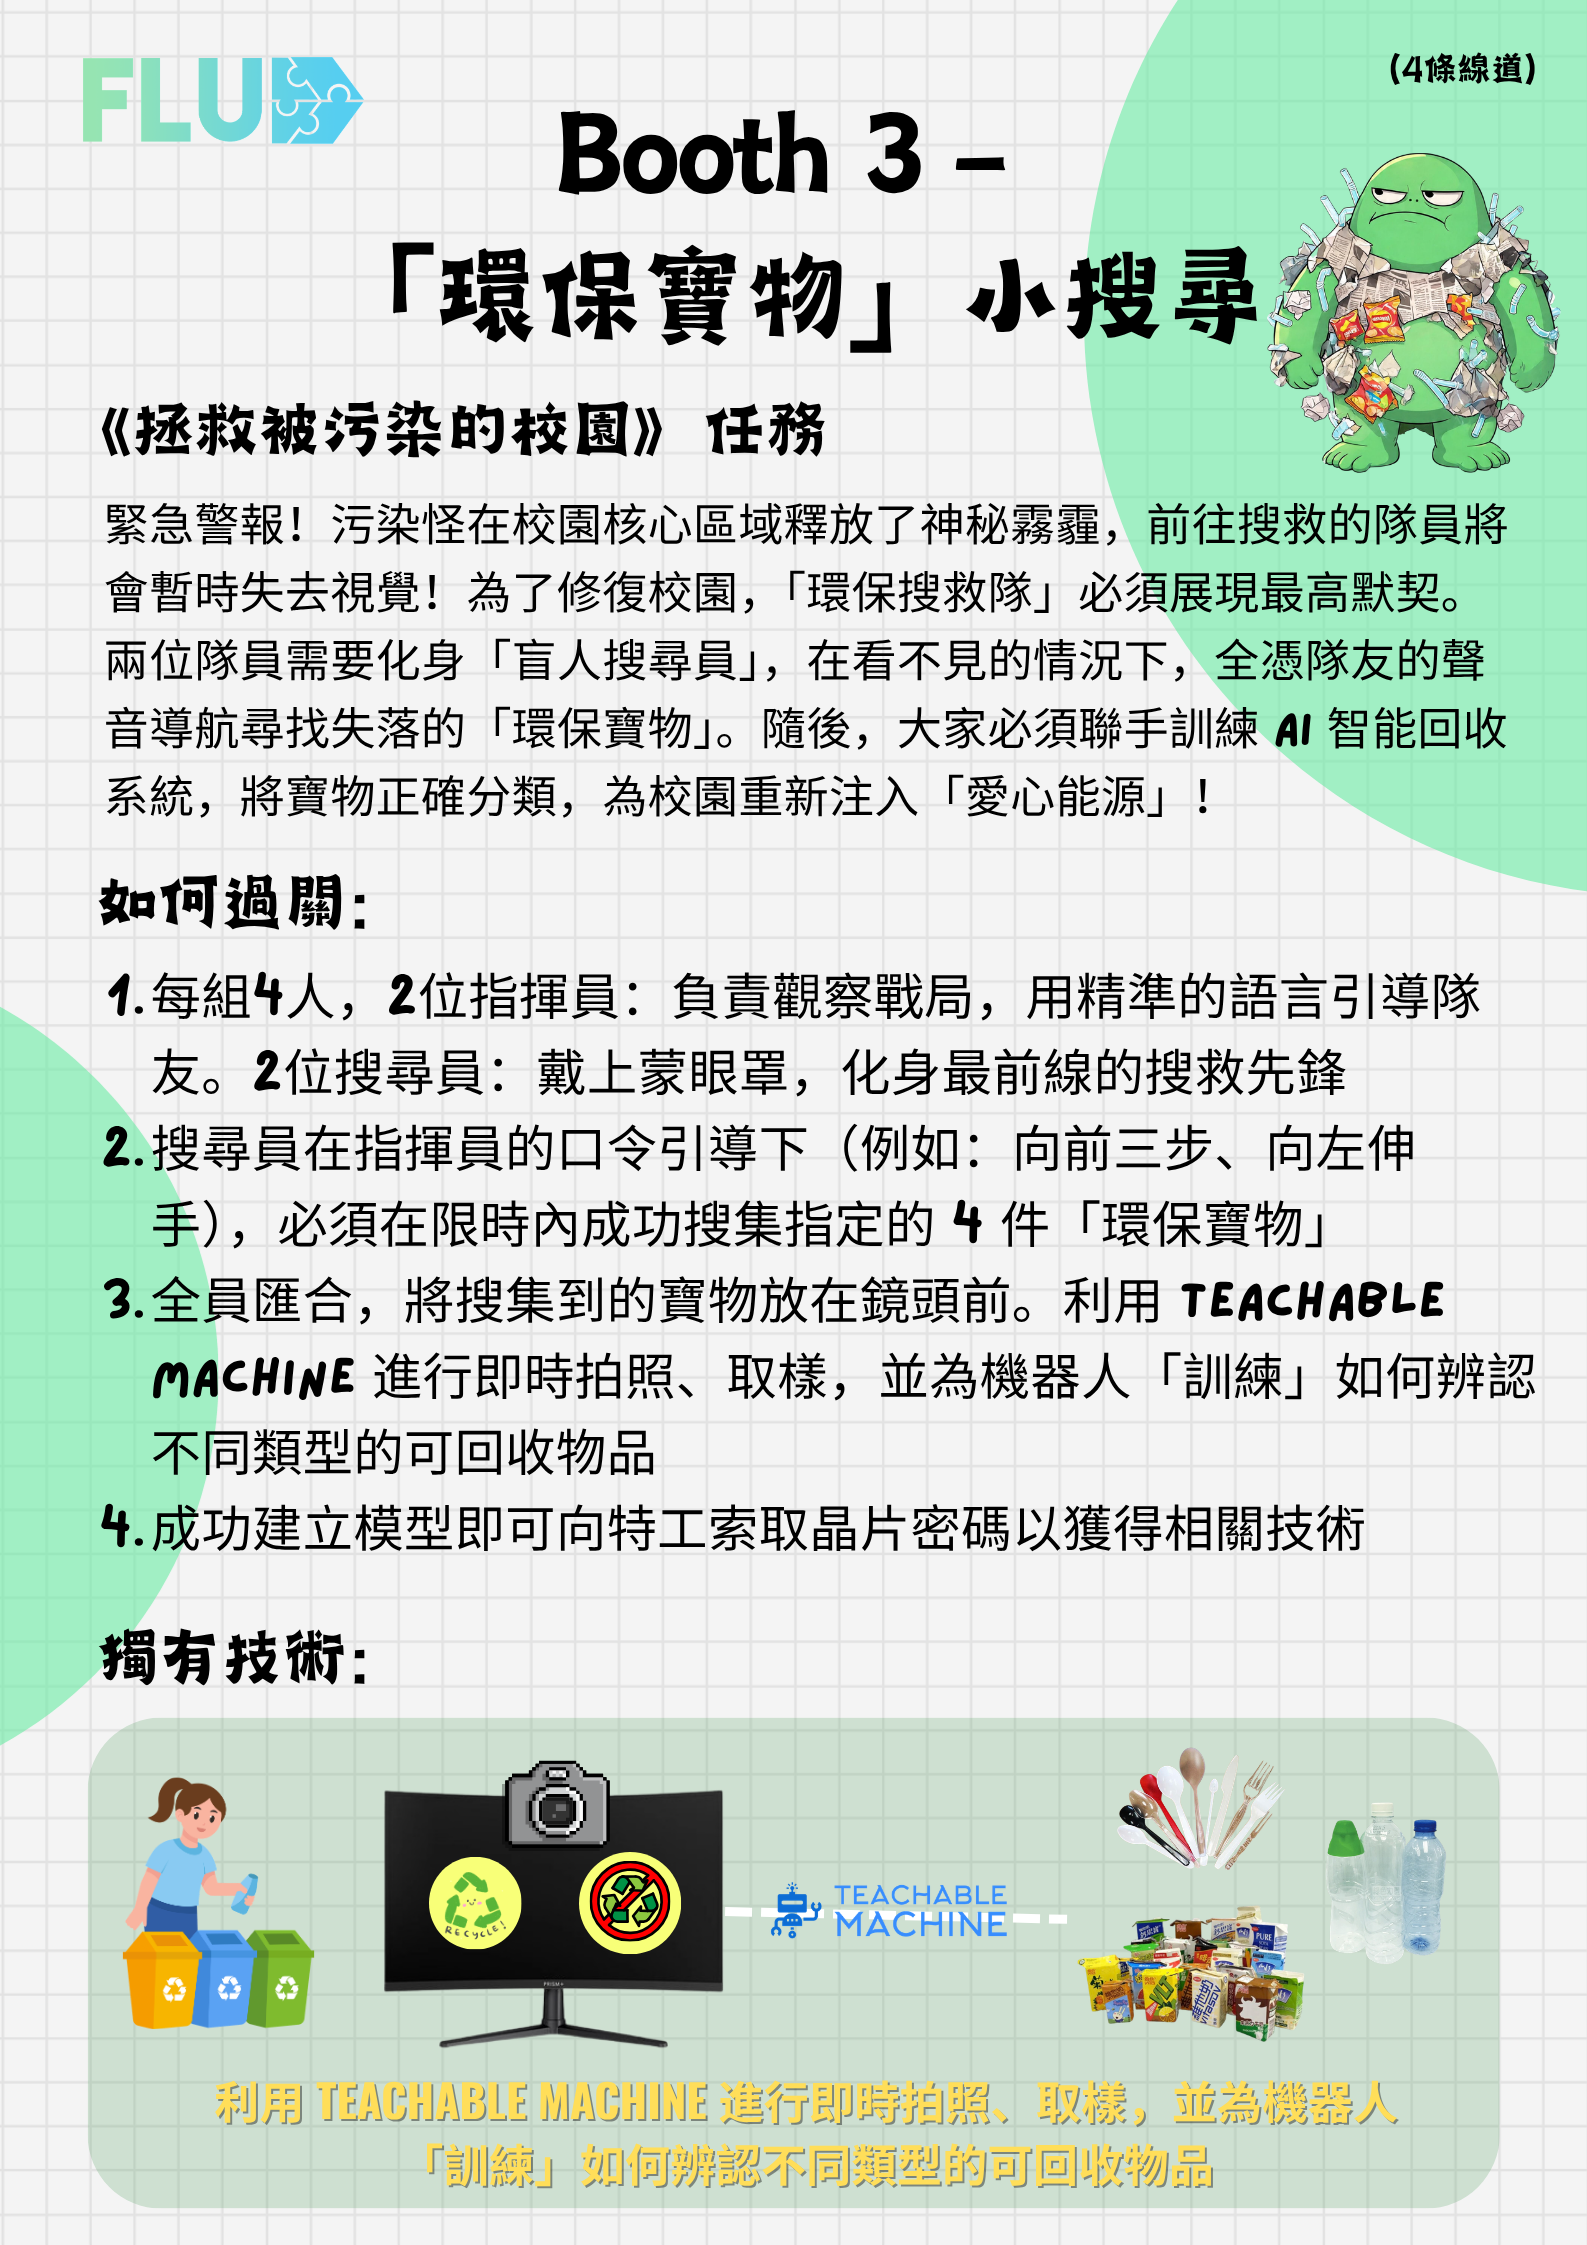 FLUD
(4條線道)
Booth 3 –
「環保寶物」小搜尋
《拯救被污染的校園》 任務
緊急警報！污染怪在校園核心區域釋放了神秘霧霾，前往搜救的隊員將
會暫時失去視覺！為了修復校園，「環保搜救隊」必須展現最高默契。
兩位隊員需要化身「盲人搜尋員」，在看不見的情況下，全憑隊友的聲
音導航尋找失落的「環保寶物」。隨後，大家必須聯手訓練 AI 智能回收
系統，將寶物正確分類，為校園重新注入「愛心能源」！
如何過關：
1. 每組4人，2位指揮員：負責觀察戰局，用精準的語言引導隊
友。2位搜尋員：戴上蒙眼罩，化身最前線的搜救先鋒
2. 搜尋員在指揮員的口令引導下（例如：向前三步、向左伸
手），必須在限時內成功搜集指定的 4 件「環保寶物」
3. 全員匯合，將搜集到的寶物放在鏡頭前。利用 TEACHABLE
MACHINE 進行即時拍照、取樣，並為機器人「訓練」如何辨認
不同類型的可回收物品
4. 成功建立模型即可向特工索取晶片密碼以獲得相關技術
獨有技術：
RECYCLE!
PRISM+
TEACHABLE
MACHINE
PURE
維他奶
VITASOY
利用 TEACHABLE MACHINE 進行即時拍照、取樣，並為機器人
「訓練」如何辨認不同類型的可回收物品